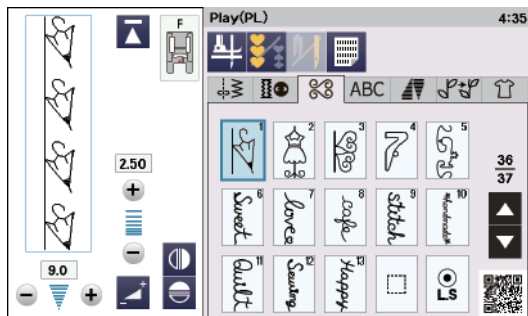 F
2.50
9.0
Play(PL) 4:35
ABC
1 2 3 4 5
36
37
6 7 8 9 10
Sweet love cafe stitch Handmade
11 12 13
Quilt Sewing Happy
L.S